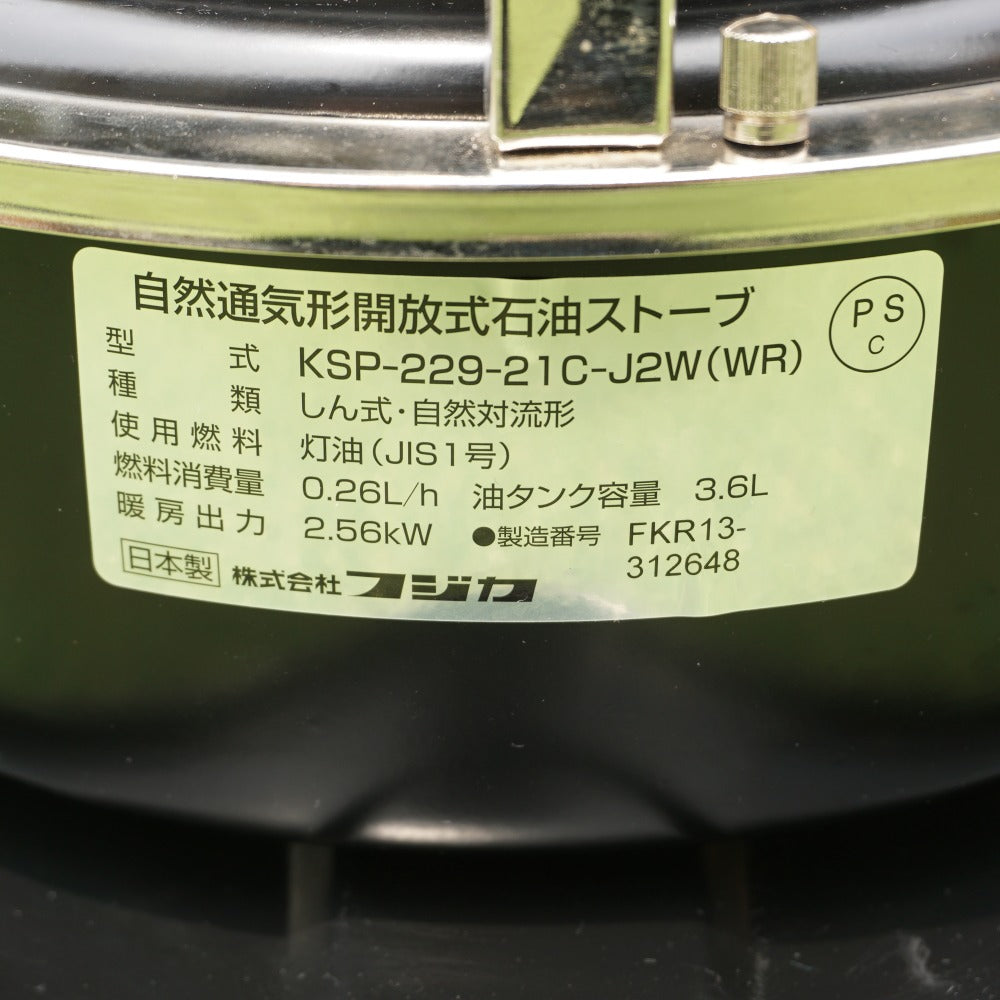 自然通気形開放式石油ストーブ
PS
C
型式 KSP-229-21C-J2W(WR)
種類 しん式・自然対流形
使用燃料 灯油(JIS1号)
燃料消費量 0.26L/h 油タンク容量 3.6L
暖房出力 2.56kW ●製造番号 FKR13-
312648
日本製 株式会社フジカ